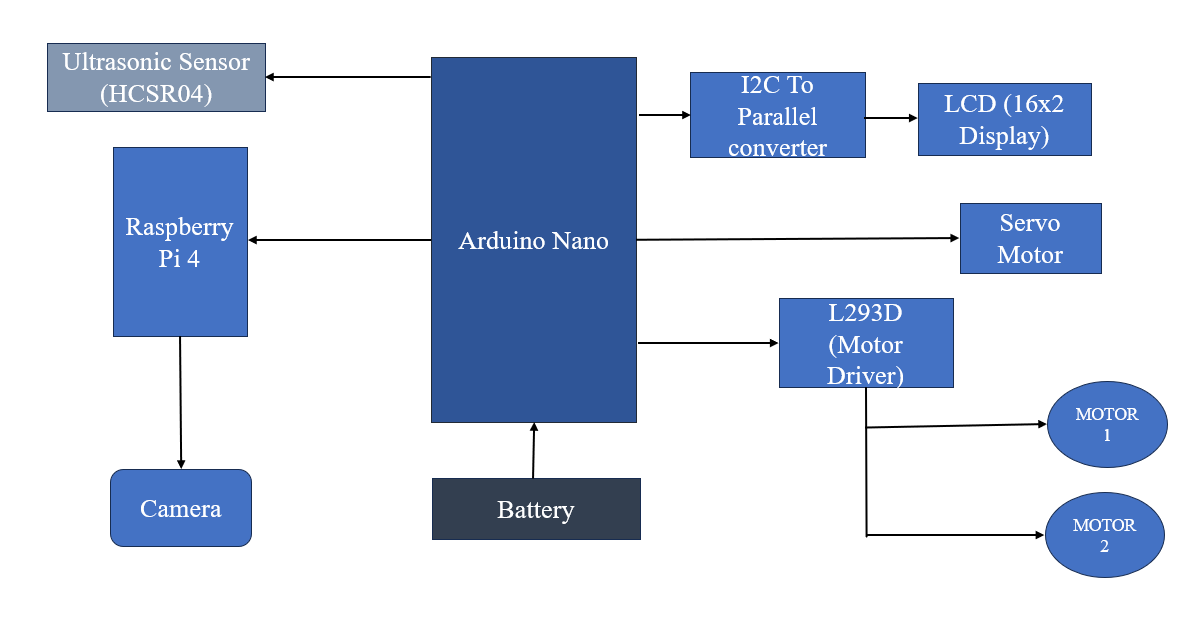 Ultrasonic Sensor
(HCSR04)
I2C To
Parallel
converter
LCD (16x2
Display)
Raspberry
Pi 4
Arduino Nano
Servo
Motor
L293D
(Motor
Driver)
MOTOR
1
Camera
Battery
MOTOR
2